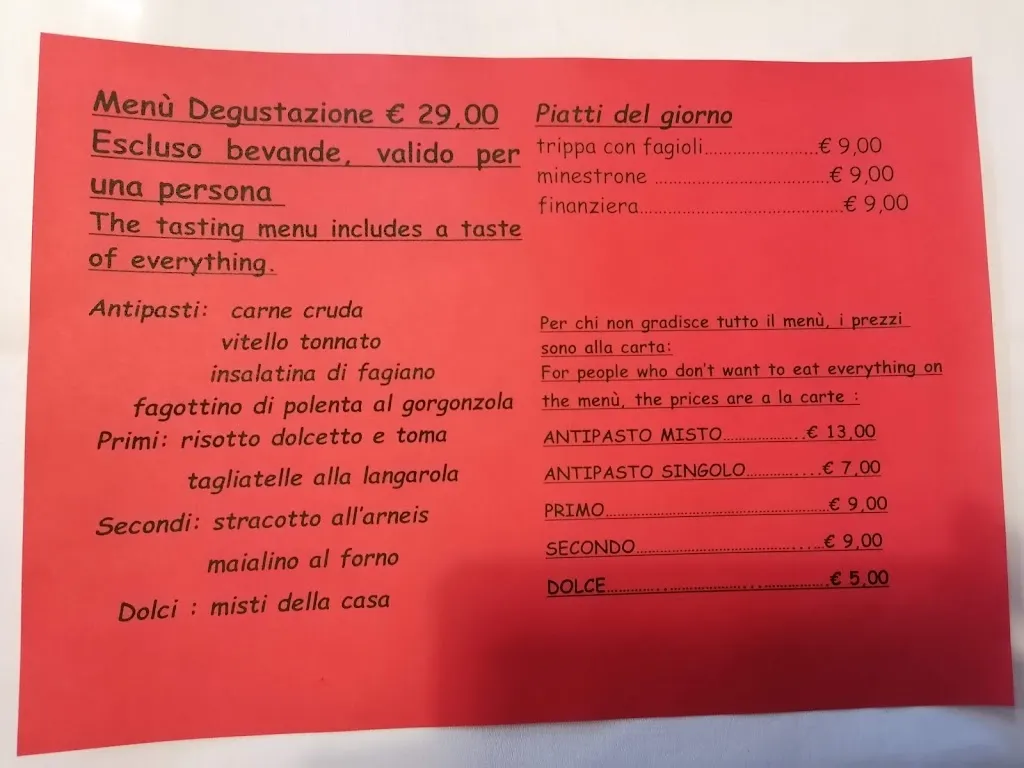 Menù Degustazione € 29,00
Escluso bevande, valido per
una persona
The tasting menu includes a taste
of everything.
Antipasti: carne cruda
vitello tonnato
insalatina di fagiano
fagottino di polenta al gorgonzola
Primi: risotto dolcetto e toma
tagliatelle alla langarola
Secondi: stracotto all'arneis
maialino al forno
Dolci : misti della casa
Piatti del giorno
trippa con fagioli......................€ 9,00
minestrone ..................................€ 9,00
finanziera.......................................€ 9,00
Per chi non gradisce tutto il menù, i prezzi
sono alla carta:
For people who don't want to eat everything on
the menù, the prices are a la carte :
ANTIPASTO MISTO................€ 13,00
ANTIPASTO SINGOLO...............€ 7,00
PRIMO...........................................€ 9,00
SECONDO....................................€ 9,00
DOLCE...........................................€ 5,00